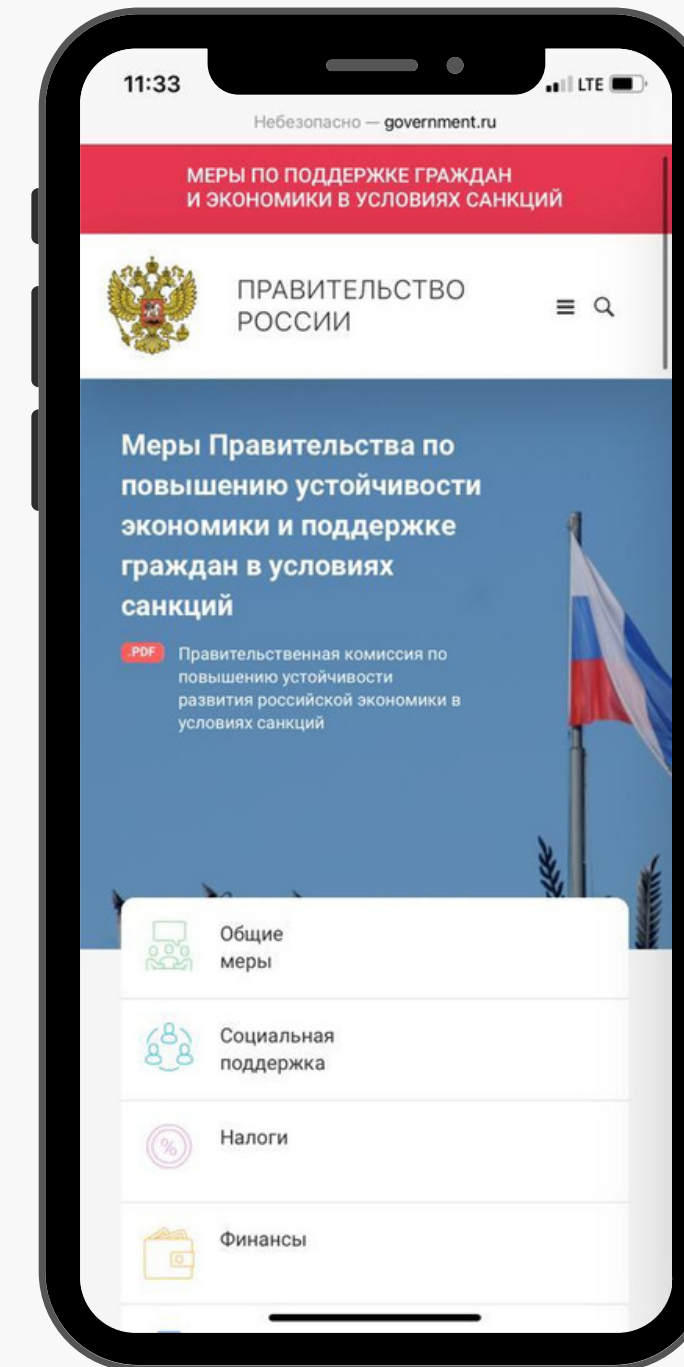 11:33
LTE
Небезопасно — government.ru
МЕРЫ ПО ПОДДЕРЖКЕ ГРАЖДАН
И ЭКОНОМИКИ В УСЛОВИЯХ САНКЦИЙ
ПРАВИТЕЛЬСТВО
РОССИИ
Меры Правительства по
повышению устойчивости
экономики и поддержке
граждан в условиях
санкций
.PDF
Правительственная комиссия по
повышению устойчивости
развития российской экономики в
условиях санкций
Общие
меры
Социальная
поддержка
%
Налоги
Финансы